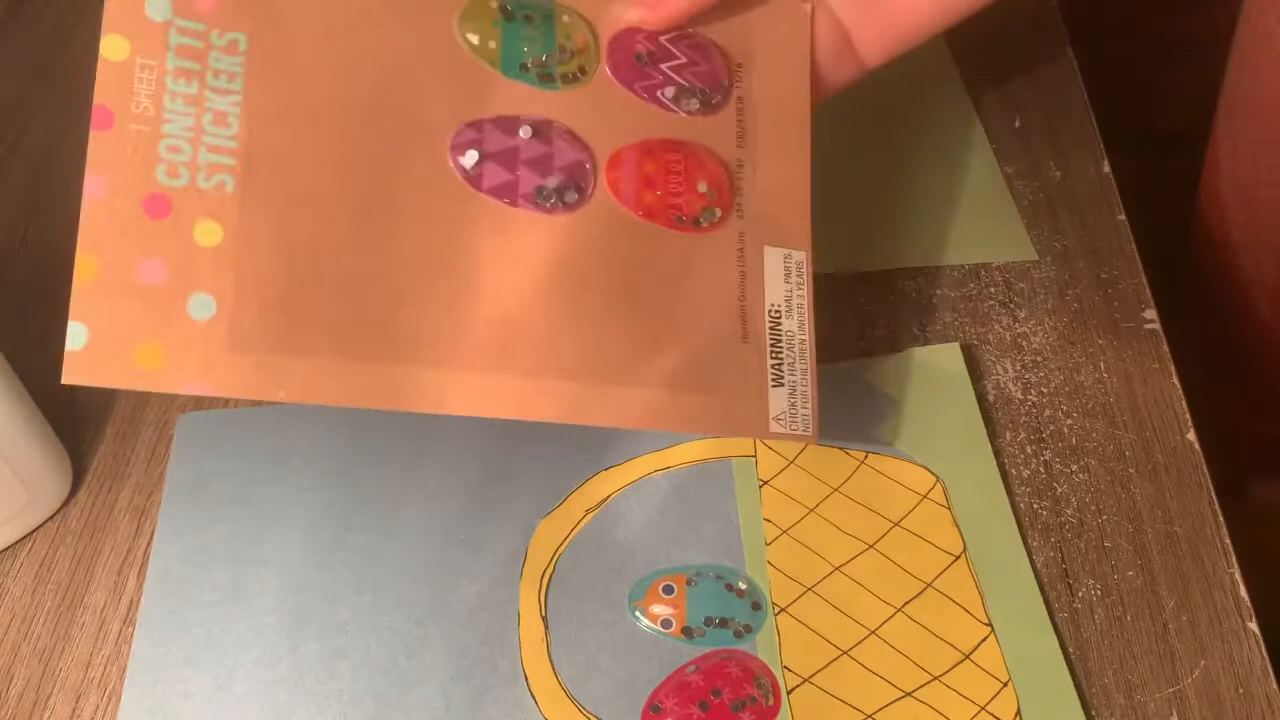 1 SHEET
CONFETTI
STICKERS
WARNING:
CHOKING HAZARD - SMALL PARTS.
NOT FOR CHILDREN UNDER 3 YEARS.